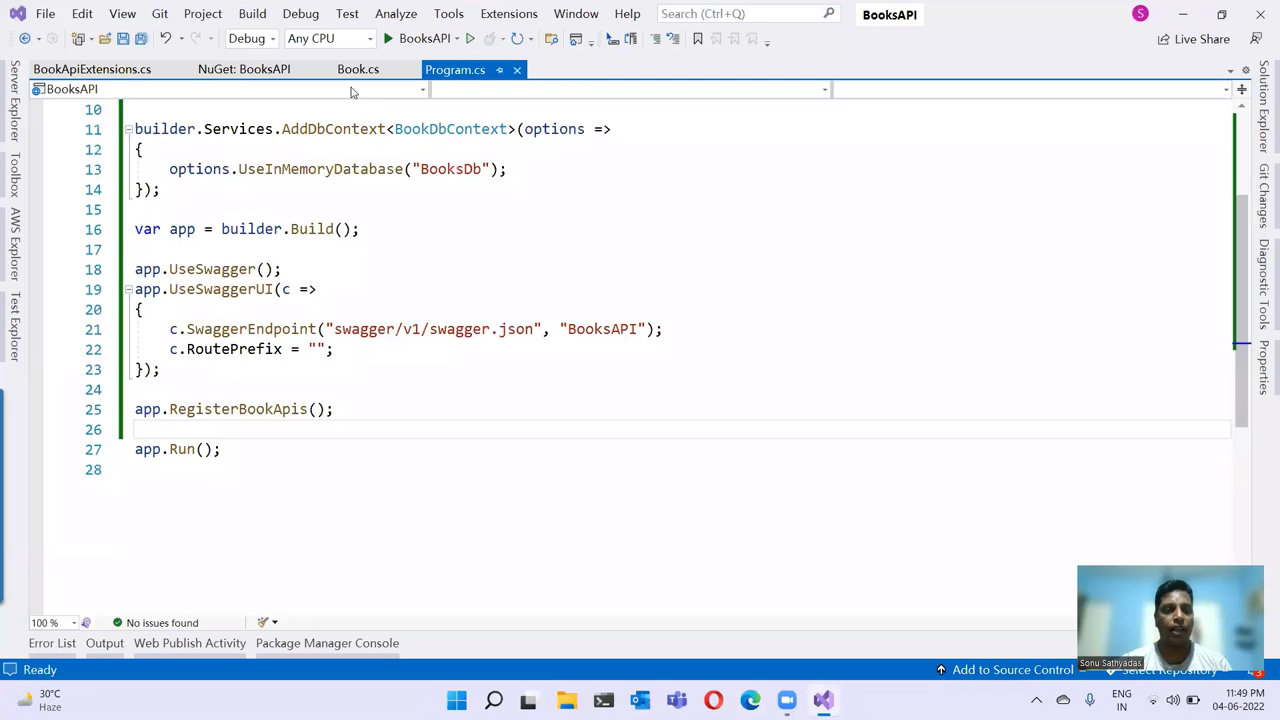 File Edit View Git Project Build Debug Test Analyze Tools Extensions Window Help Search (Ctrl+Q) BooksAPI S
Debug Any CPU BooksAPI Live Share
BookApiExtensions.cs NuGet: BooksAPI Book.cs Program.cs
BooksAPI
Server Explorer
Toolbox
AWS Explorer
Test Explorer
10
11 builder.Services.AddDbContext<BookDbContext>(options =>
12 {
13 options.UseInMemoryDatabase("BooksDb");
14 });
15
16 var app = builder.Build();
17
18 app.UseSwagger();
19 app.UseSwaggerUI(c =>
20 {
21 c.SwaggerEndpoint("swagger/v1/swagger.json", "BooksAPI");
22 c.RoutePrefix = "";
23 });
24
25 app.RegisterBookApis();
26
27 app.Run();
28
Solution Explorer
Git Changes
Diagnostic Tools
Properties
100 % No issues found
Error List Output Web Publish Activity Package Manager Console
Sonu Sathyadas
Ready Add to Source Control Select Repository 3
30°C
Haze
ENG
IN
11:49 PM
04-06-2022